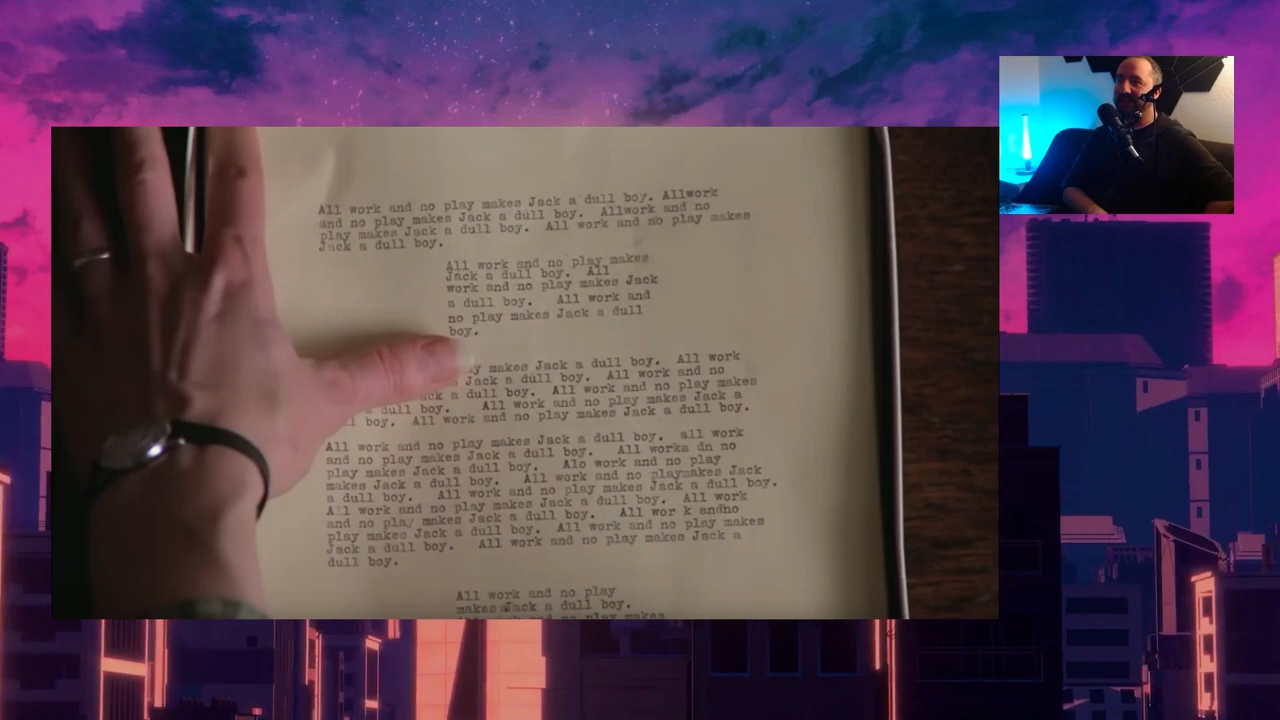 All work and no play makes Jack a dull boy. Allwork
and no play makes Jack a dull boy. Allwork and no
play makes Jack a dull boy. All work and no play makes
Jack a dull boy.
All work and no play makes
Jack a dull boy. All
work and no play makes Jack
a dull boy. All work and
no play makes Jack a dull
boy.
makes Jack a dull boy. All work
Jack a dull boy. All work and no
a dull boy. All work and no play makes
dull boy. All work and no play makes Jack a
boy. All work and no play makes Jack a dull boy.
All work and no play makes Jack a dull boy. all work
and no play makes Jack a dull boy. All worka dn no
play makes Jack a dull boy. Alo work and no play
makes Jack a dull boy. All work and no playmakes Jack
a dull boy. All work and no play makes Jack a dull boy.
All work and no play makes Jack a dull boy. All work
and no play makes Jack a dull boy. All wor k andno
play makes Jack a dull boy. All work and no play makes
Jack a dull boy. All work and no play makes Jack a
dull boy.
All work and no play
makes Jack a dull boy.
and no play makes